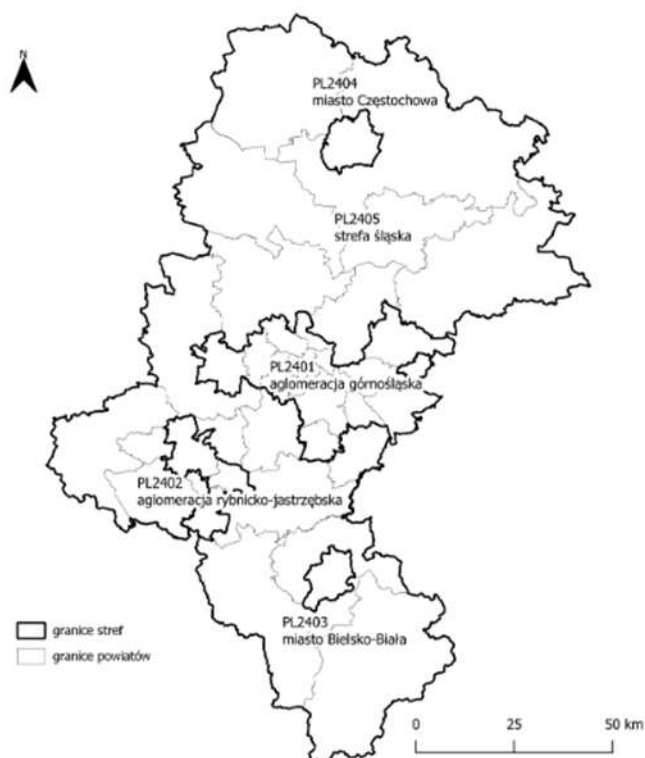 N
PL2404
miasto Częstochowa
PL2405
strefa śląska
PL2401
aglomeracja górnośląska
PL2402
aglomeracja rybnicko-jastrzębska
PL2403
miasto Bielsko-Biała
granice stref
granice powiatów
0 25 50 km